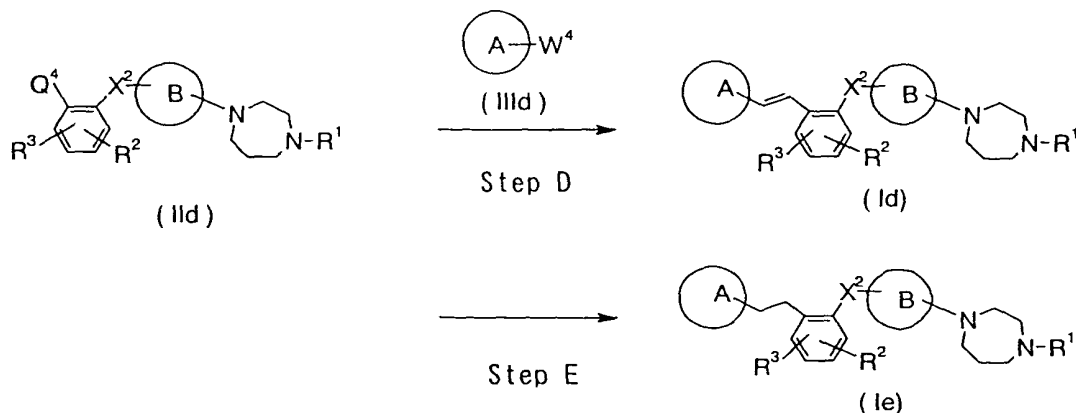 A W⁴
(IIId)
Q⁴ X² B N N-R¹ R³ R²
(IId)
Step D
A X² B N N-R¹ R³ R²
(Id)
Step E
A X² B N N-R¹ R³ R²
(Ie)